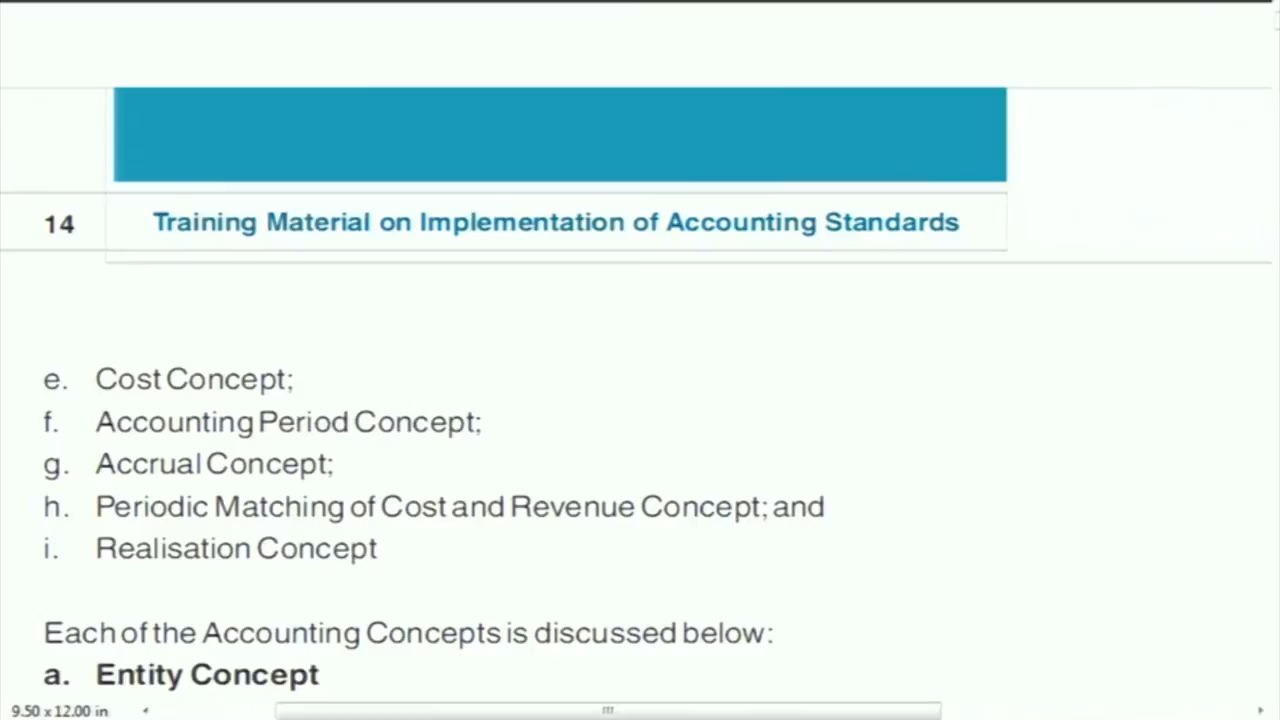 14 Training Material on Implementation of Accounting Standards
e. Cost Concept;
f. Accounting Period Concept;
g. Accrual Concept;
h. Periodic Matching of Cost and Revenue Concept; and
i. Realisation Concept
Each of the Accounting Concepts is discussed below:
a. Entity Concept
9.50 x 12.00 in